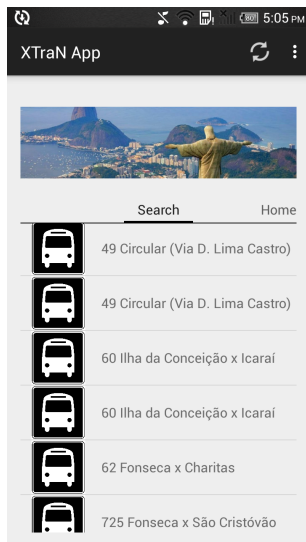 80
5:05 PM
XTraN App
Search
Home
49 Circular (Via D. Lima Castro)
49 Circular (Via D. Lima Castro)
60 Ilha da Conceição x Icaraí
60 Ilha da Conceição x Icaraí
62 Fonseca x Charitas
725 Fonseca x São Cristóvão